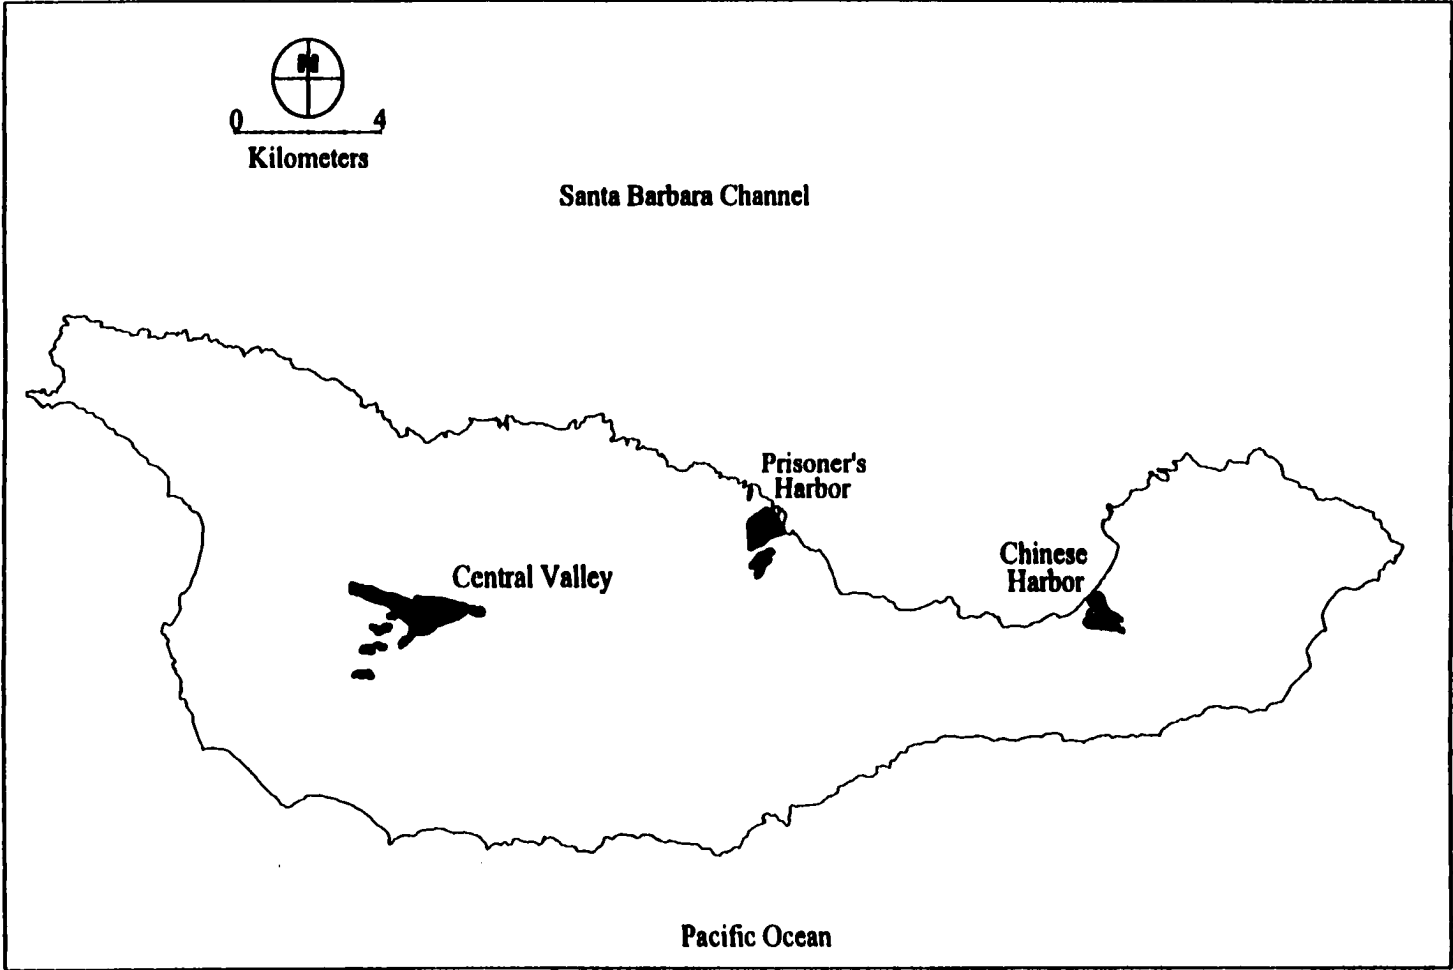 N
0 4
Kilometers
Santa Barbara Channel
Prisoner's
Harbor
Chinese
Harbor
Central Valley
Pacific Ocean